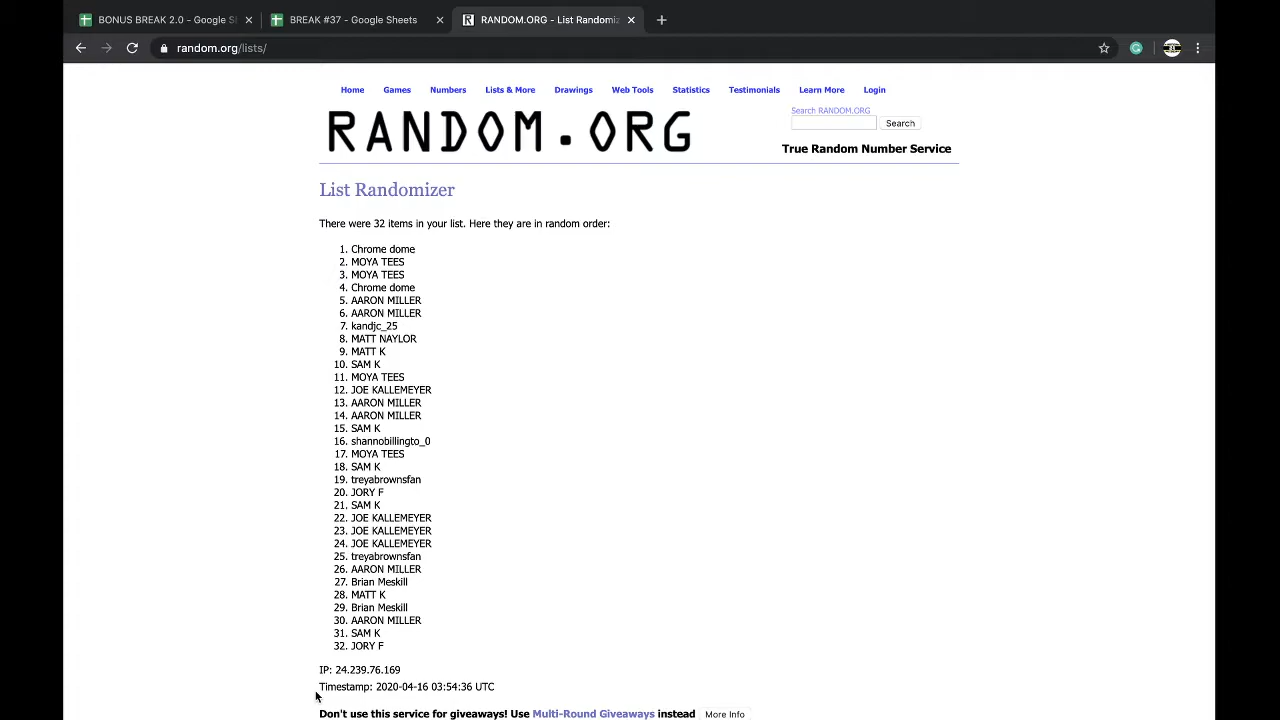 BONUS BREAK 2.0 - Google S
BREAK #37 - Google Sheets
RANDOM.ORG - List Randomiz
random.org/lists/
Home Games Numbers Lists & More Drawings Web Tools Statistics Testimonials Learn More Login
RANDOM.ORG
Search RANDOM.ORG
Search
True Random Number Service
List Randomizer
There were 32 items in your list. Here they are in random order:
1. Chrome dome
2. MOYA TEES
3. MOYA TEES
4. Chrome dome
5. AARON MILLER
6. AARON MILLER
7. kandjc_25
8. MATT NAYLOR
9. MATT K
10. SAM K
11. MOYA TEES
12. JOE KALLEMEYER
13. AARON MILLER
14. AARON MILLER
15. SAM K
16. shannobillingto_0
17. MOYA TEES
18. SAM K
19. treyabrownsfan
20. JORY F
21. SAM K
22. JOE KALLEMEYER
23. JOE KALLEMEYER
24. JOE KALLEMEYER
25. treyabrownsfan
26. AARON MILLER
27. Brian Meskill
28. MATT K
29. Brian Meskill
30. AARON MILLER
31. SAM K
32. JORY F
IP: 24.239.76.169
Timestamp: 2020-04-16 03:54:36 UTC
Don't use this service for giveaways! Use Multi-Round Giveaways instead More Info